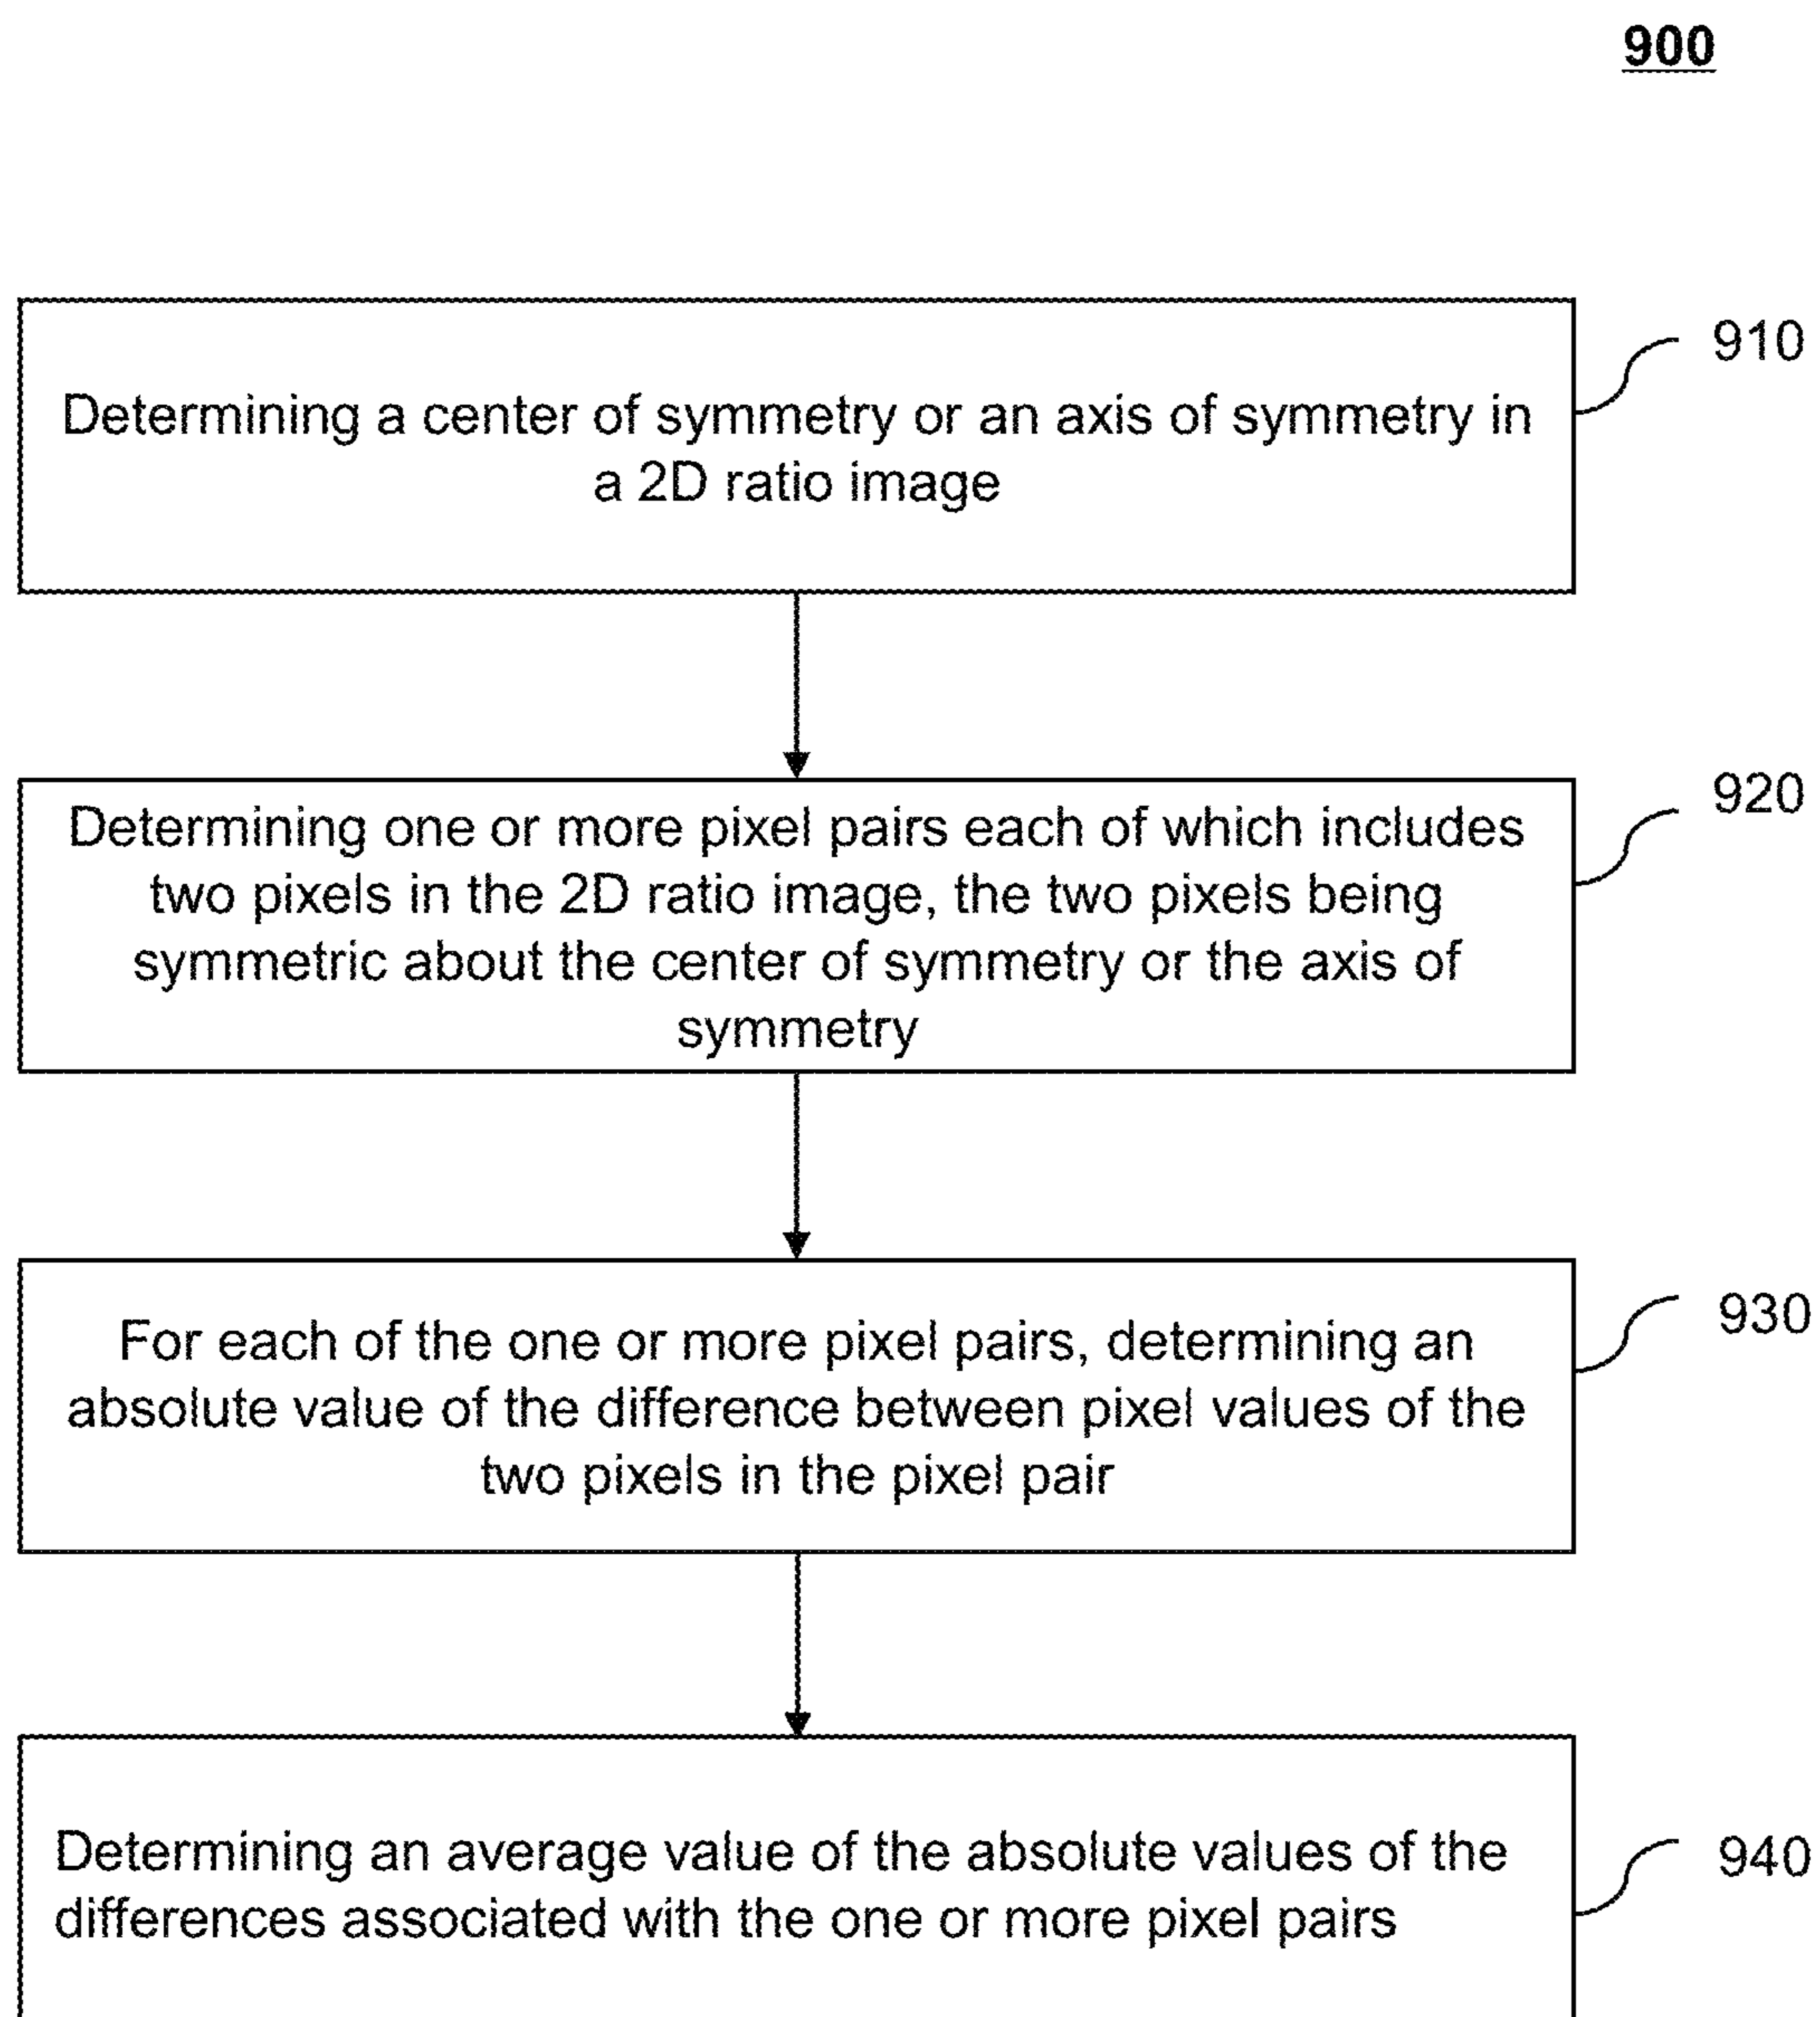 900
910
Determining a center of symmetry or an axis of symmetry in
a 2D ratio image
920
Determining one or more pixel pairs each of which includes
two pixels in the 2D ratio image, the two pixels being
symmetric about the center of symmetry or the axis of
symmetry
930
For each of the one or more pixel pairs, determining an
absolute value of the difference between pixel values of the
two pixels in the pixel pair
940
Determining an average value of the absolute values of the
differences associated with the one or more pixel pairs